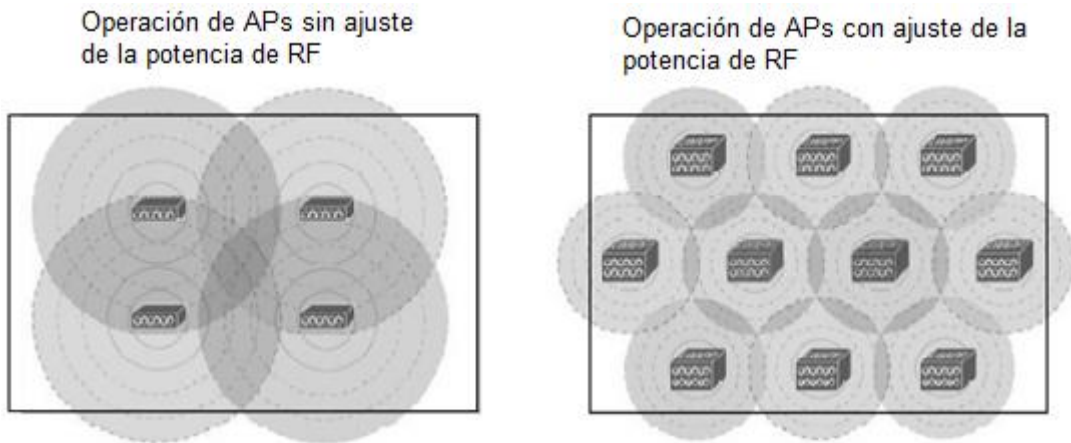 Operación de APs sin ajuste
de la potencia de RF
Operación de APs con ajuste de la
potencia de RF